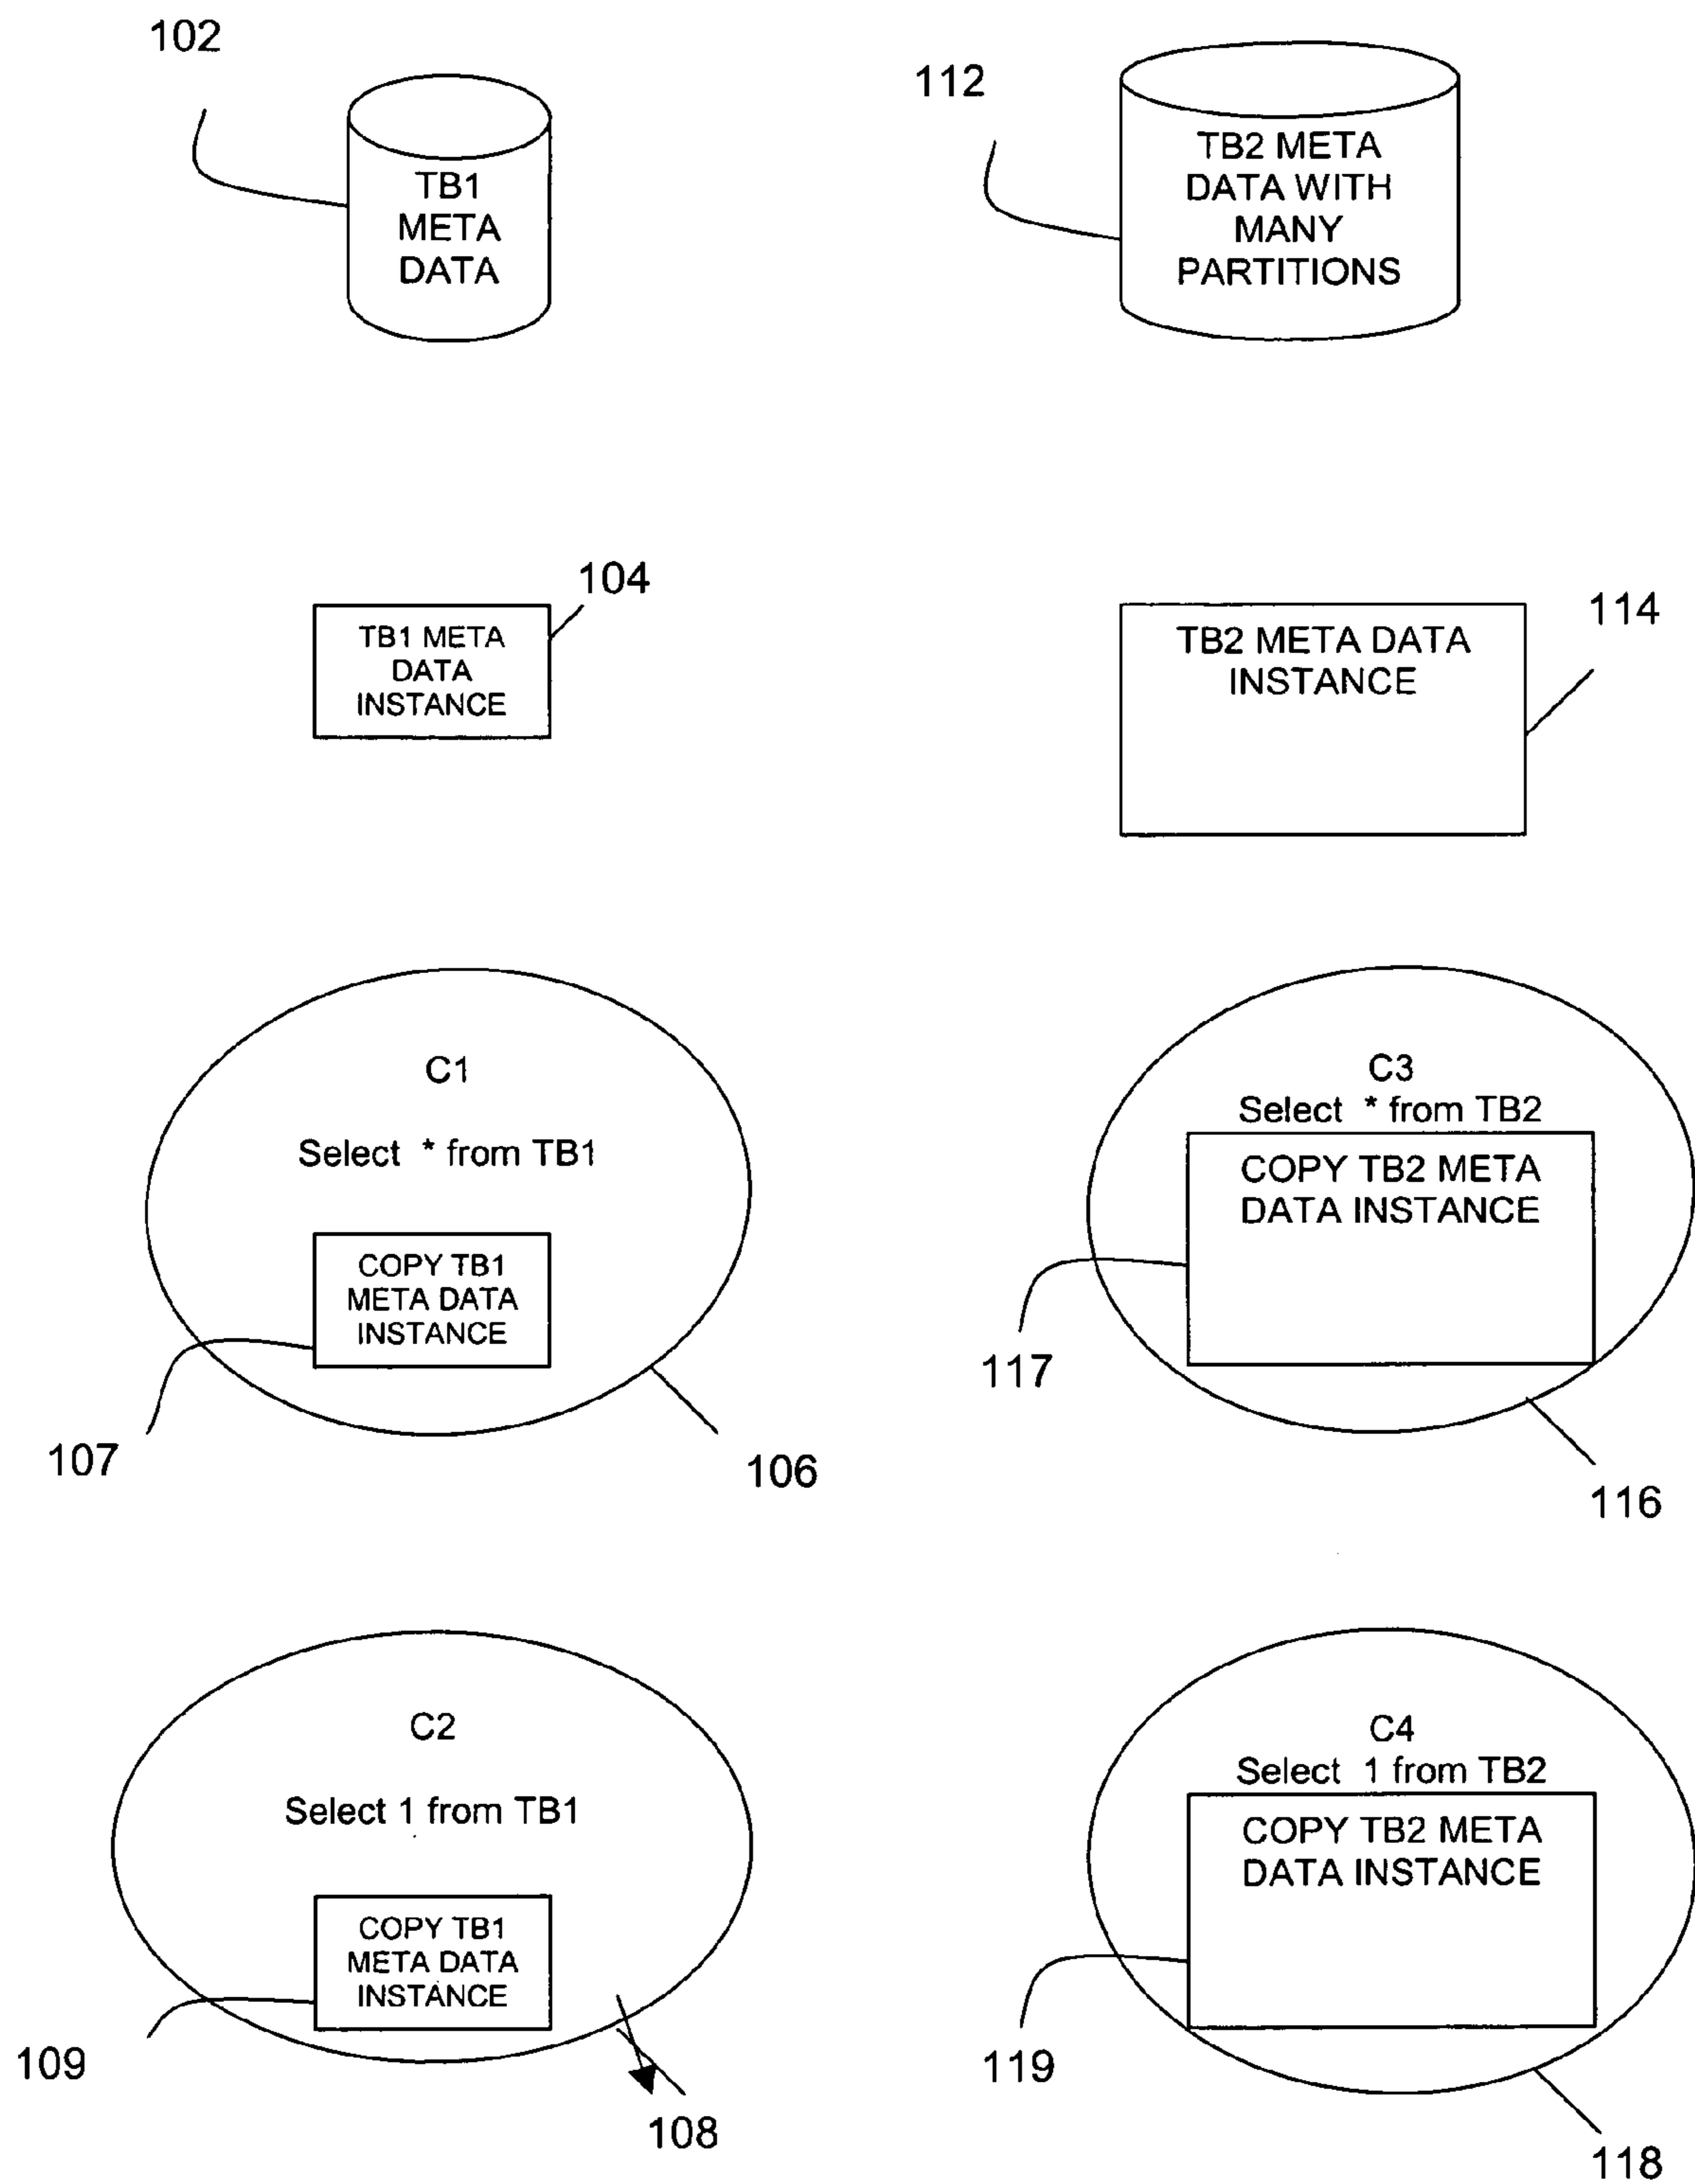 102
TB1
META
DATA
112
TB2 META
DATA WITH
MANY
PARTITIONS
104
TB1 META
DATA
INSTANCE
114
TB2 META DATA
INSTANCE
C1
Select * from TB1
COPY TB1
META DATA
INSTANCE
107
106
C3
Select * from TB2
COPY TB2 META
DATA INSTANCE
117
116
C2
Select 1 from TB1
COPY TB1
META DATA
INSTANCE
109
108
C4
Select 1 from TB2
COPY TB2 META
DATA INSTANCE
119
118